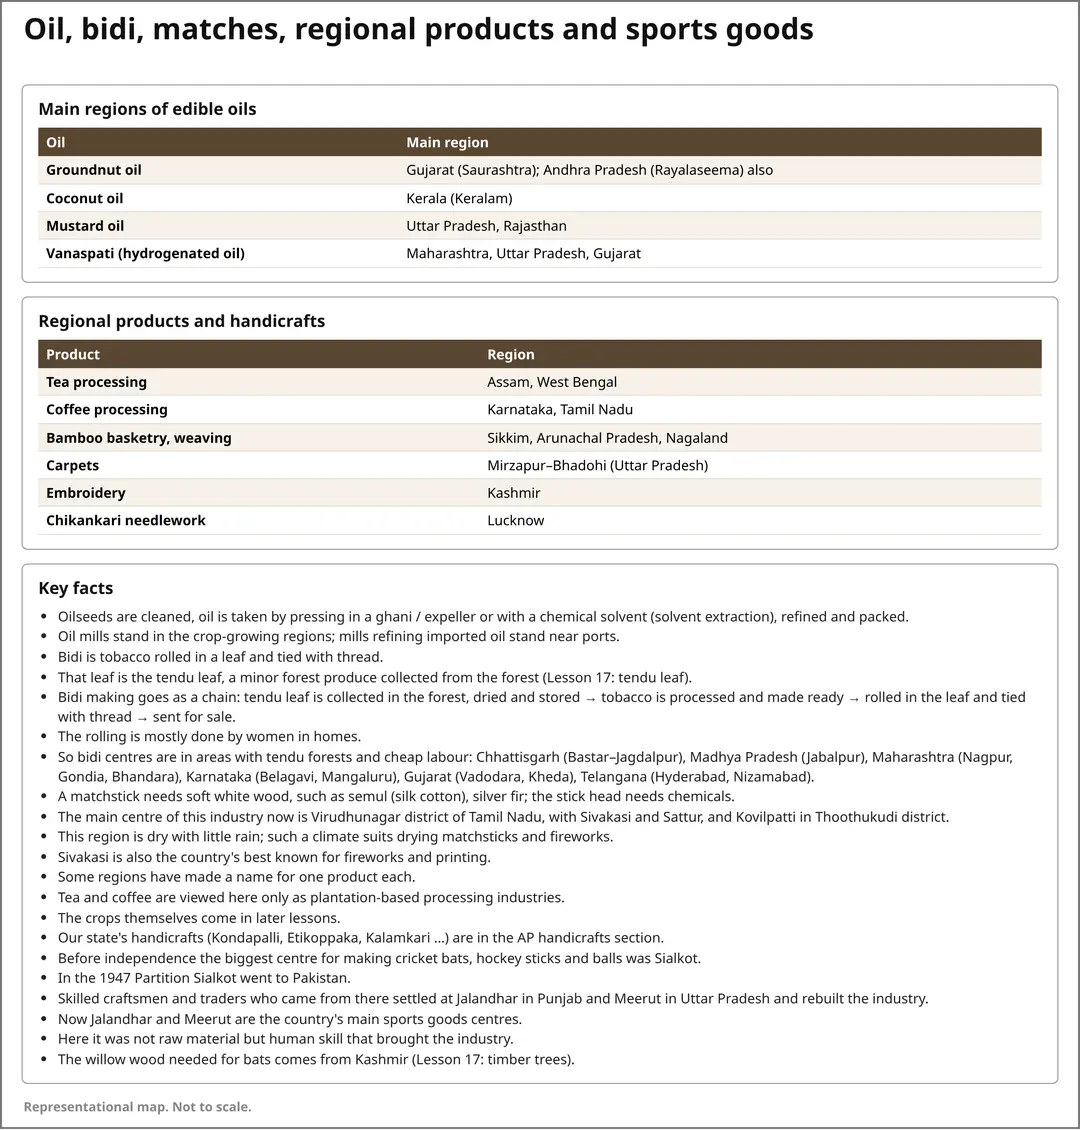 Oil, bidi, matches, regional products and sports goods
Main regions of edible oils
Oil Main region
Groundnut oil Gujarat (Saurashtra); Andhra Pradesh (Rayalaseema) also
Coconut oil Kerala (Keralam)
Mustard oil Uttar Pradesh, Rajasthan
Vanaspati (hydrogenated oil) Maharashtra, Uttar Pradesh, Gujarat
Regional products and handicrafts
Product Region
Tea processing Assam, West Bengal
Coffee processing Karnataka, Tamil Nadu
Bamboo basketry, weaving Sikkim, Arunachal Pradesh, Nagaland
Carpets Mirzapur–Bhadohi (Uttar Pradesh)
Embroidery Kashmir
Chikankari needlework Lucknow
Key facts
• Oilseeds are cleaned, oil is taken by pressing in a ghani / expeller or with a chemical solvent (solvent extraction), refined and packed.
• Oil mills stand in the crop-growing regions; mills refining imported oil stand near ports.
• Bidi is tobacco rolled in a leaf and tied with thread.
• That leaf is the tendu leaf, a minor forest produce collected from the forest (Lesson 17: tendu leaf).
• Bidi making goes as a chain: tendu leaf is collected in the forest, dried and stored → tobacco is processed and made ready → rolled in the leaf and tied
with thread → sent for sale.
• The rolling is mostly done by women in homes.
• So bidi centres are in areas with tendu forests and cheap labour: Chhattisgarh (Bastar–Jagdalpur), Madhya Pradesh (Jabalpur), Maharashtra (Nagpur,
Gondia, Bhandara), Karnataka (Belagavi, Mangaluru), Gujarat (Vadodara, Kheda), Telangana (Hyderabad, Nizamabad).
• A matchstick needs soft white wood, such as semul (silk cotton), silver fir; the stick head needs chemicals.
• The main centre of this industry now is Virudhunagar district of Tamil Nadu, with Sivakasi and Sattur, and Kovilpatti in Thoothukudi district.
• This region is dry with little rain; such a climate suits drying matchsticks and fireworks.
• Sivakasi is also the country's best known for fireworks and printing.
• Some regions have made a name for one product each.
• Tea and coffee are viewed here only as plantation-based processing industries.
• The crops themselves come in later lessons.
• Our state's handicrafts (Kondapalli, Etikoppaka, Kalamkari ...) are in the AP handicrafts section.
• Before independence the biggest centre for making cricket bats, hockey sticks and balls was Sialkot.
• In the 1947 Partition Sialkot went to Pakistan.
• Skilled craftsmen and traders who came from there settled at Jalandhar in Punjab and Meerut in Uttar Pradesh and rebuilt the industry.
• Now Jalandhar and Meerut are the country's main sports goods centres.
• Here it was not raw material but human skill that brought the industry.
• The willow wood needed for bats comes from Kashmir (Lesson 17: timber trees).
Representational map. Not to scale.